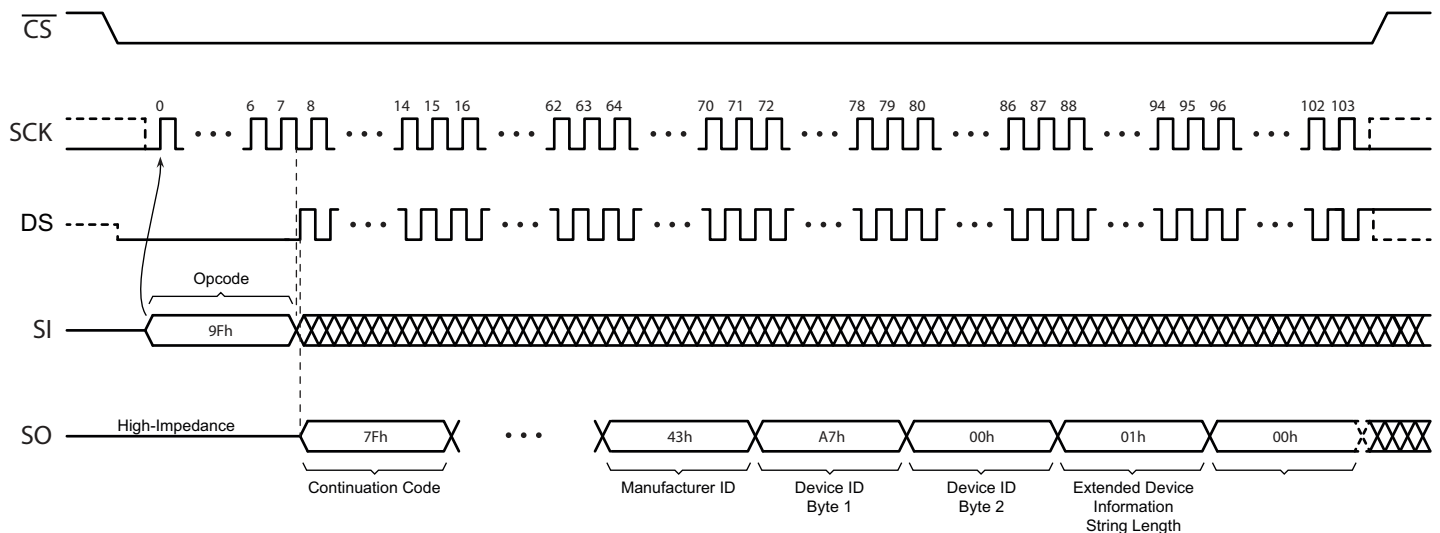 CS
0 6 7 8 14 15 16 62 63 64 70 71 72 78 79 80 86 87 88 94 95 96 102 103
SCK
DS
Opcode
SI 9Fh
High-Impedance
SO 7Fh 43h A7h 00h 01h 00h
Continuation Code
Manufacturer ID
Device ID
Byte 1
Device ID
Byte 2
Extended Device
Information
String Length